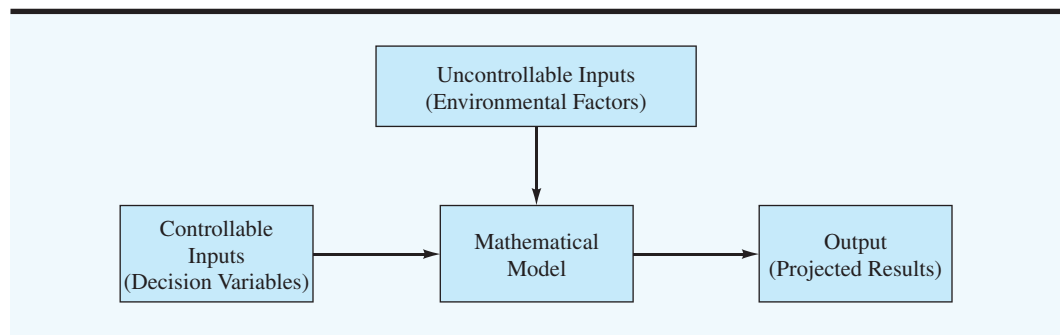 Uncontrollable Inputs
(Environmental Factors)
Controllable
Inputs
(Decision Variables)
Mathematical
Model
Output
(Projected Results)